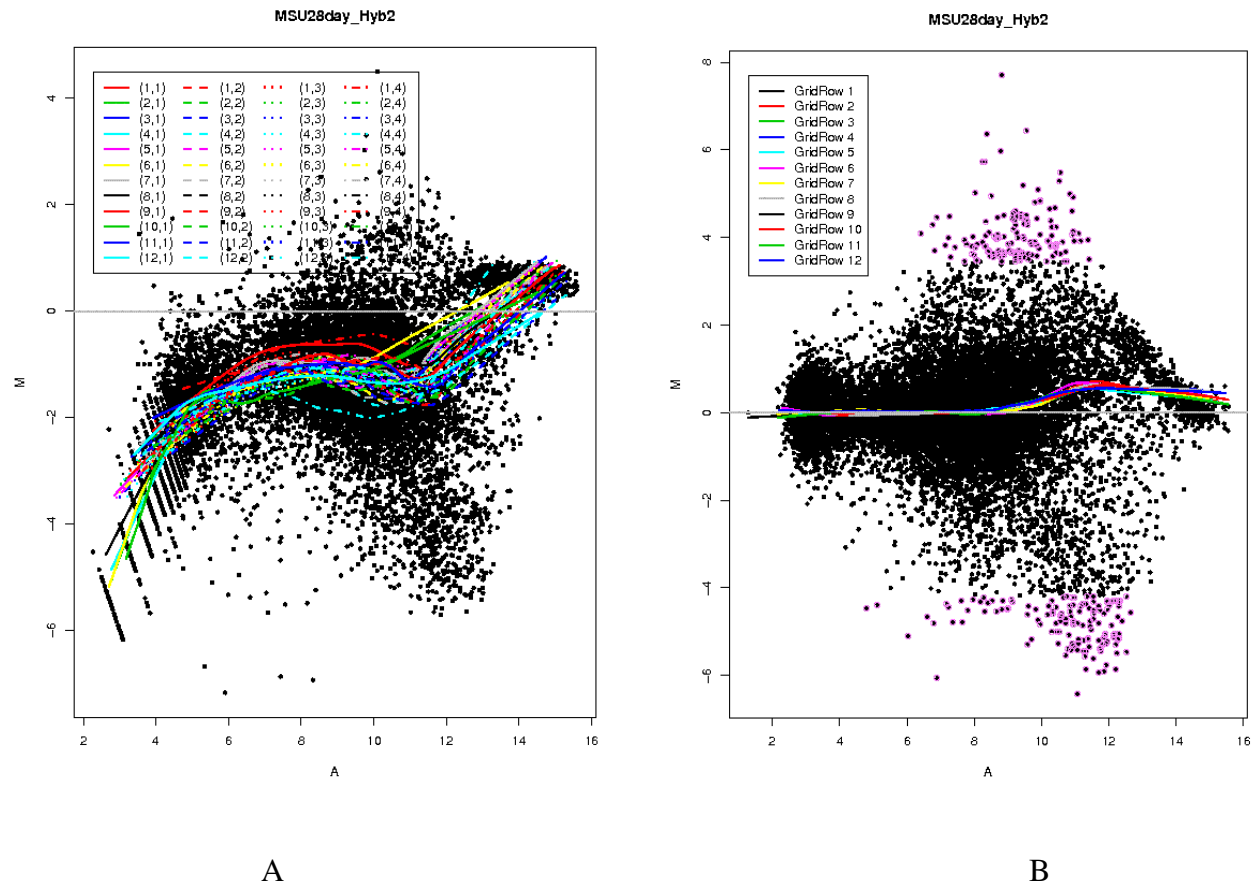 MSU28day_Hyb2
(1,1) (1,2) (1,3) (1,4)
(2,1) (2,2) (2,3) (2,4)
(3,1) (3,2) (3,3) (3,4)
(4,1) (4,2) (4,3) (4,4)
(5,1) (5,2) (5,3) (5,4)
(6,1) (6,2) (6,3) (6,4)
(7,1) (7,2) (7,3) (7,4)
(8,1) (8,2) (8,3) (8,4)
(9,1) (9,2) (9,3)
(10,1) (10,2) (10,3)
(11,1) (11,2)
(12,1) (12,2)
4
2
0
-2
-4
-6
M
2 4 6 8 10 12 14 16
A
A
MSU28day_Hyb2
GridRow 1
GridRow 2
GridRow 3
GridRow 4
GridRow 5
GridRow 6
GridRow 7
GridRow 8
GridRow 9
GridRow 10
GridRow 11
GridRow 12
8
6
4
2
0
-2
-4
-6
M
2 4 6 8 10 12 14 16
A
B